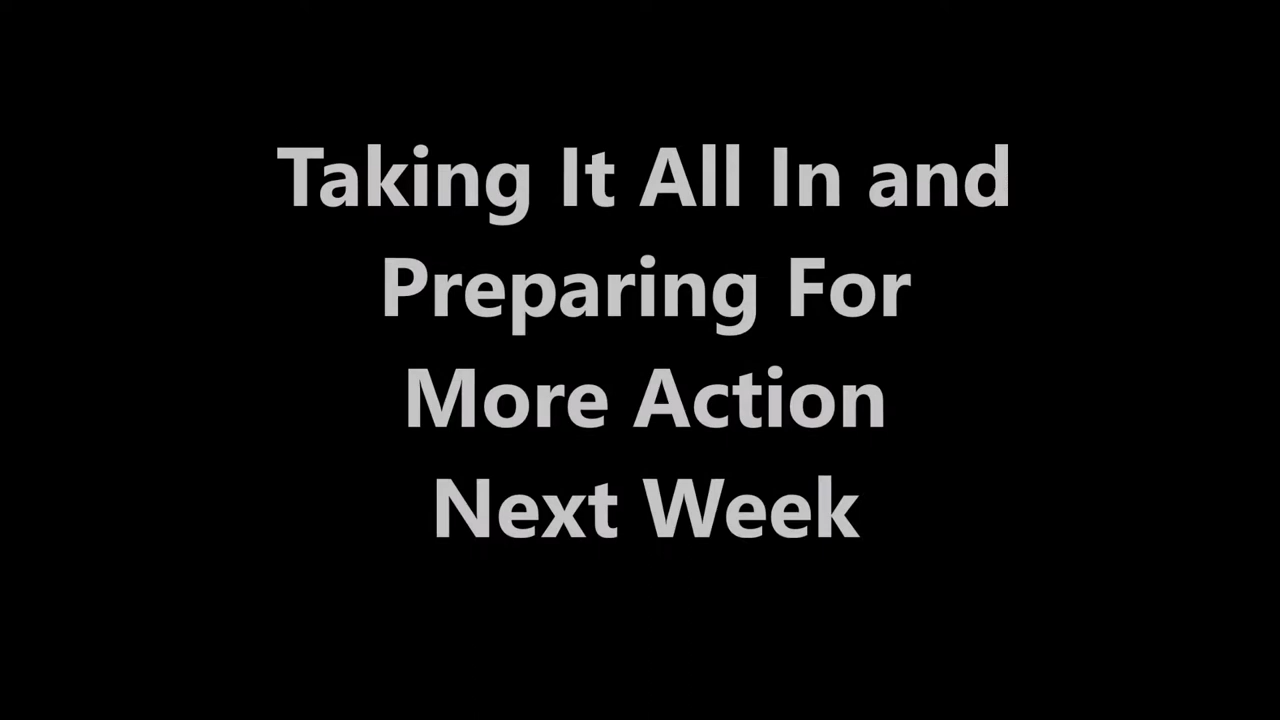 Taking It All In and
Preparing For
More Action
Next Week